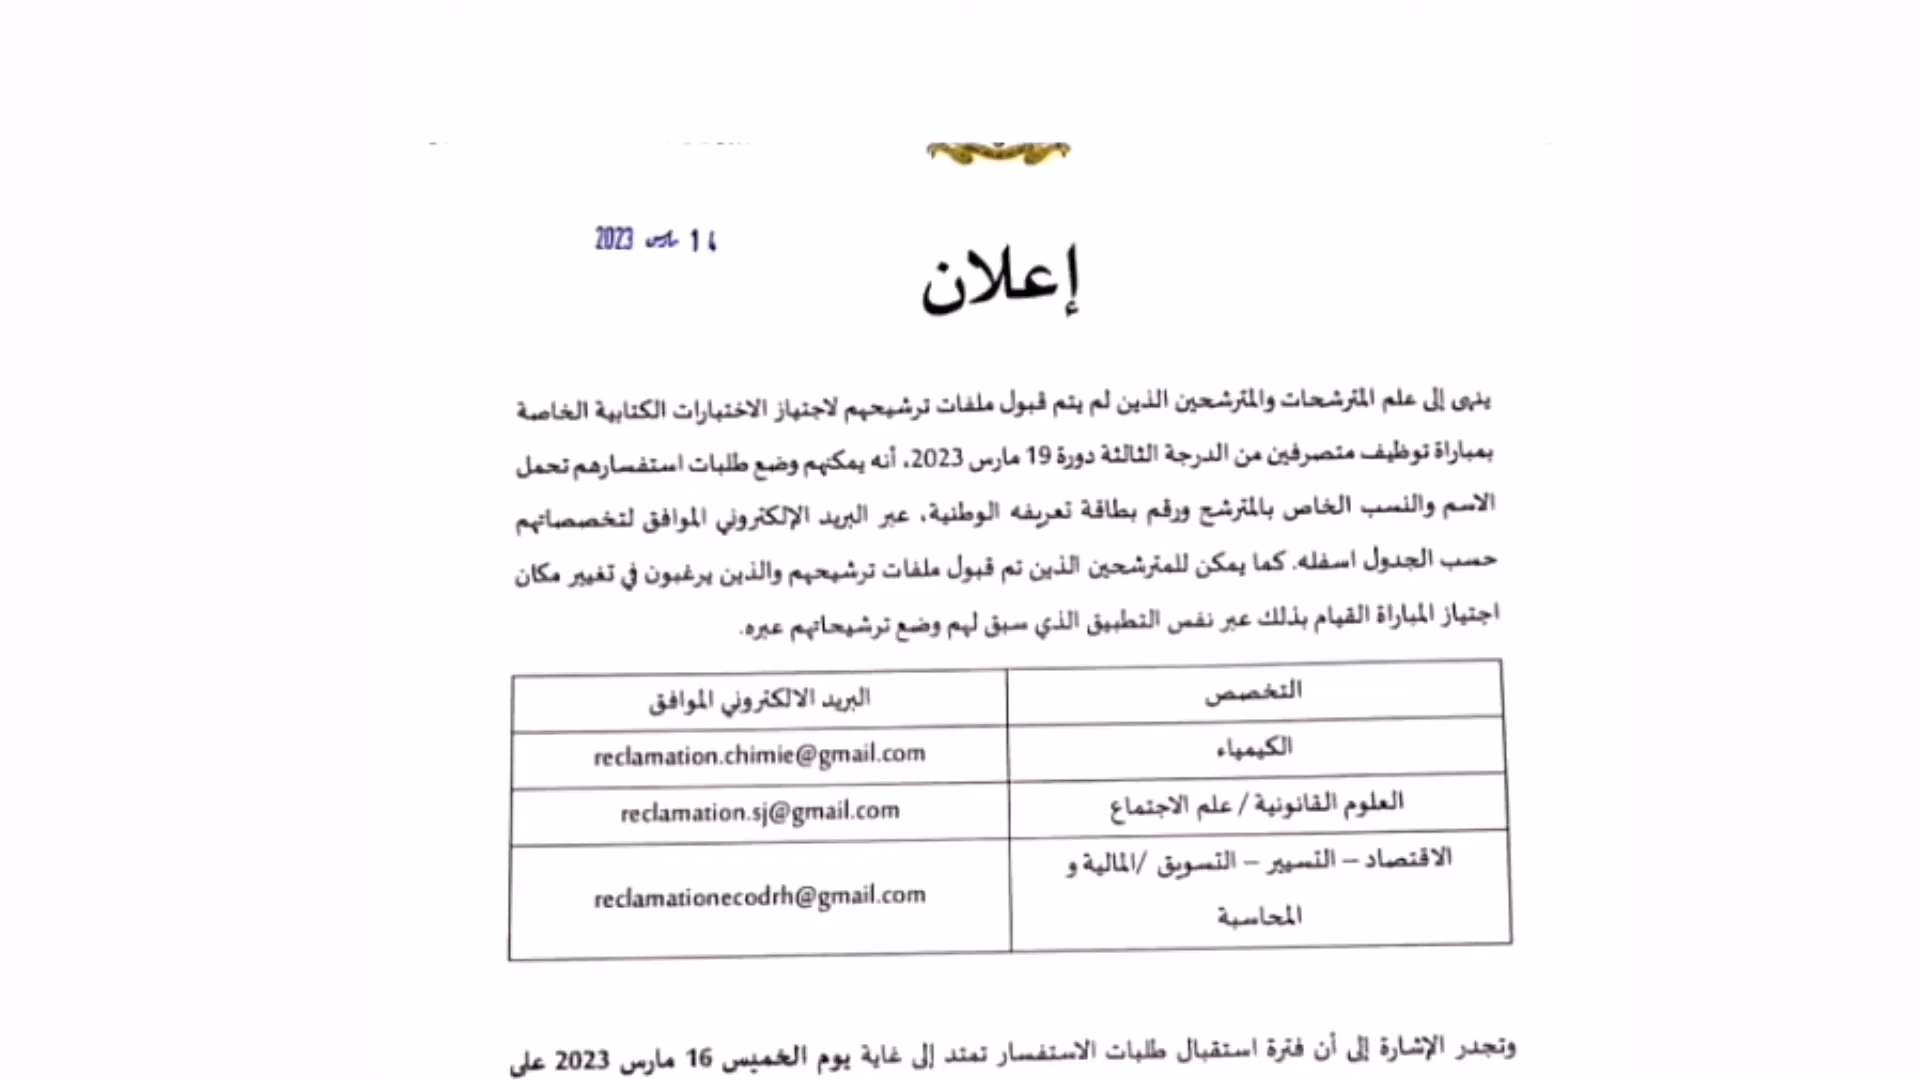 14 مارس 2023
إعلان
ينهى إلى علم المترشحات والمترشحين الذين لم يتم قبول ملفات ترشيحهم لاجتياز الاختبارات الكتابية الخاصة
بمباراة توظيف متصرفين من الدرجة الثالثة دورة 19 مارس 2023، أنه يمكنهم وضع طلبات استفسارهم تحمل
الاسم والنسب الخاص بالمترشح ورقم بطاقة تعريفه الوطنية، عبر البريد الإلكتروني الموافق لتخصصاتهم
حسب الجدول اسفله. كما يمكن للمترشحين الذين تم قبول ملفات ترشيحهم والذين يرغبون في تغيير مكان
اجتياز المباراة القيام بذلك عبر نفس التطبيق الذي سبق لهم وضع ترشيحاتهم عبره.
التخصص البريد الالكتروني الموافق
الكيمياء reclamation.chimie@gmail.com
العلوم القانونية / علم الاجتماع reclamation.sj@gmail.com
الاقتصاد – التسيير – التسويق /المالية و
المحاسبة reclamationecodrh@gmail.com
وتجدر الإشارة إلى أن فترة استقبال طلبات الاستفسار تمتد إلى غاية يوم الخميس 16 مارس 2023 على